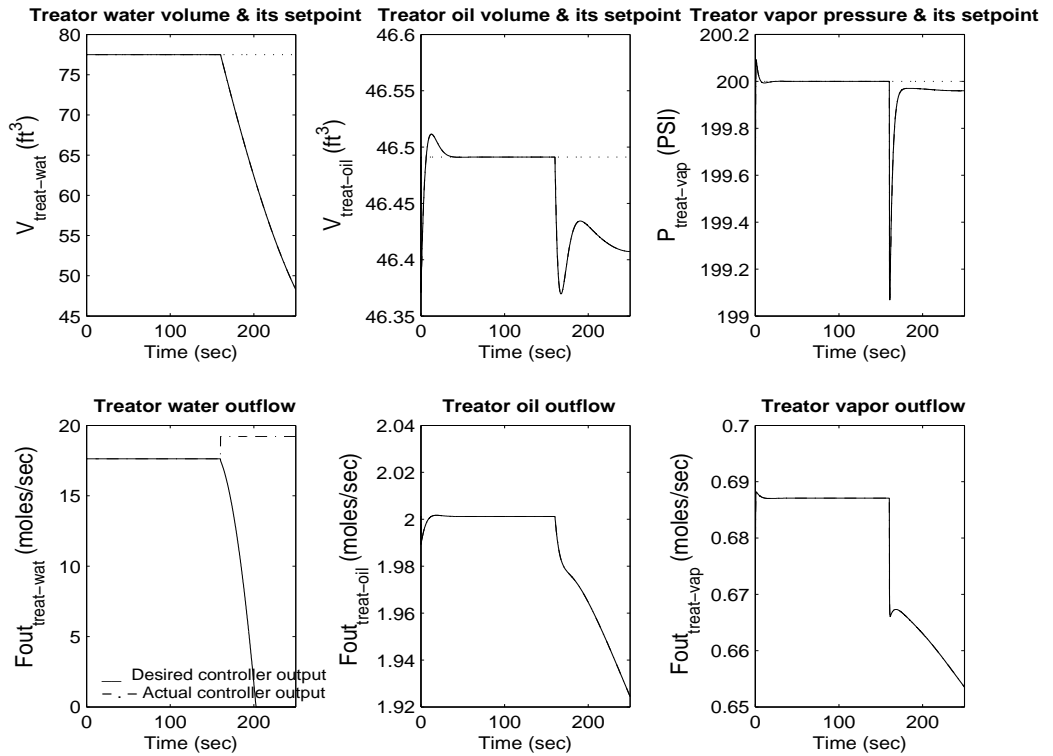 Treator water volume & its setpoint
80
75
70
65
60
55
50
45
V_treat−wat (ft^3)
0 100 200
Time (sec)
Treator oil volume & its setpoint
46.6
46.55
46.5
46.45
46.4
46.35
V_treat−oil (ft^3)
0 100 200
Time (sec)
Treator vapor pressure & its setpoint
200.2
200
199.8
199.6
199.4
199.2
199
P_treat−vap (PSI)
0 100 200
Time (sec)
Treator water outflow
20
15
10
5
0
Fout_treat−wat (moles/sec)
Desired controller output
Actual controller output
0 100 200
Time (sec)
Treator oil outflow
2.04
2.02
2
1.98
1.96
1.94
1.92
Fout_treat−oil (moles/sec)
0 100 200
Time (sec)
Treator vapor outflow
0.7
0.69
0.68
0.67
0.66
0.65
Fout_treat−vap (moles/sec)
0 100 200
Time (sec)